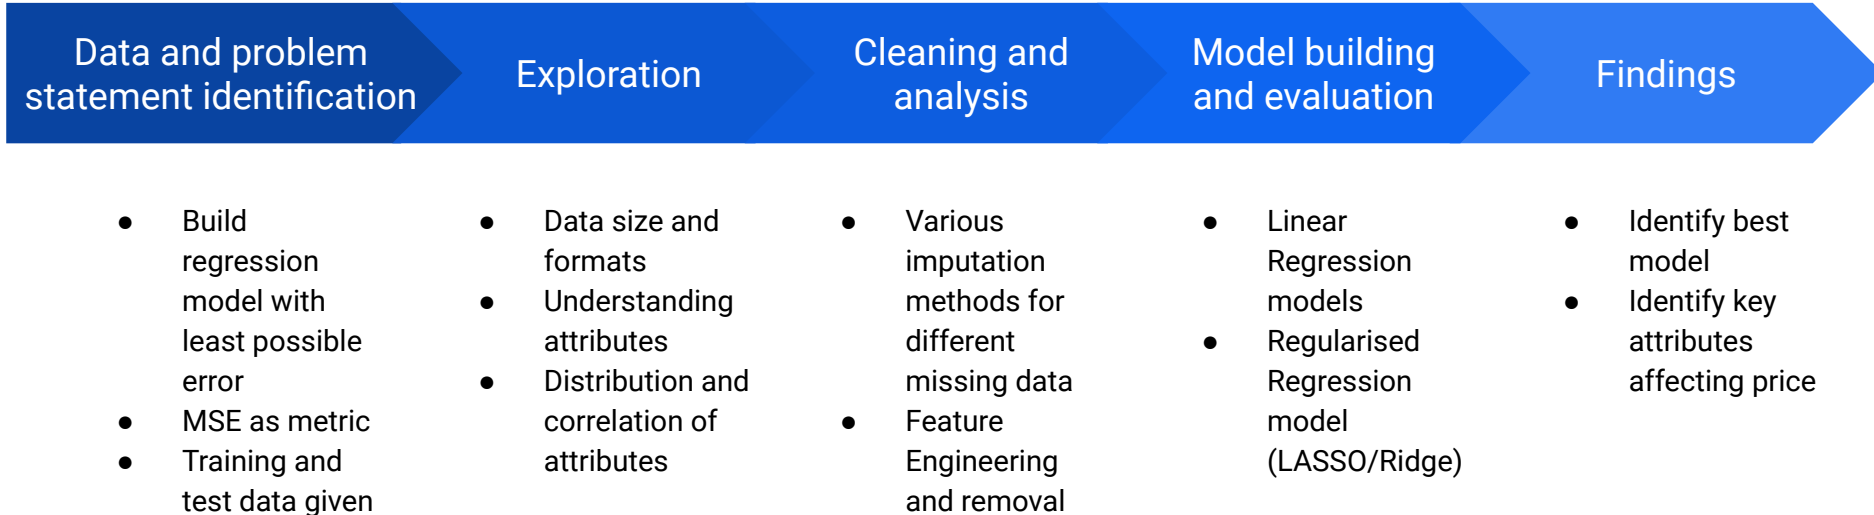 Data and problem
statement identification
Exploration
Cleaning and
analysis
Model building
and evaluation
Findings
● Build
regression
model with
least possible
error
● MSE as metric
● Training and
test data given
● Data size and
formats
● Understanding
attributes
● Distribution and
correlation of
attributes
● Various
imputation
methods for
different
missing data
● Feature
Engineering
and removal
● Linear
Regression
models
● Regularised
Regression
model
(LASSO/Ridge)
● Identify best
model
● Identify key
attributes
affecting price